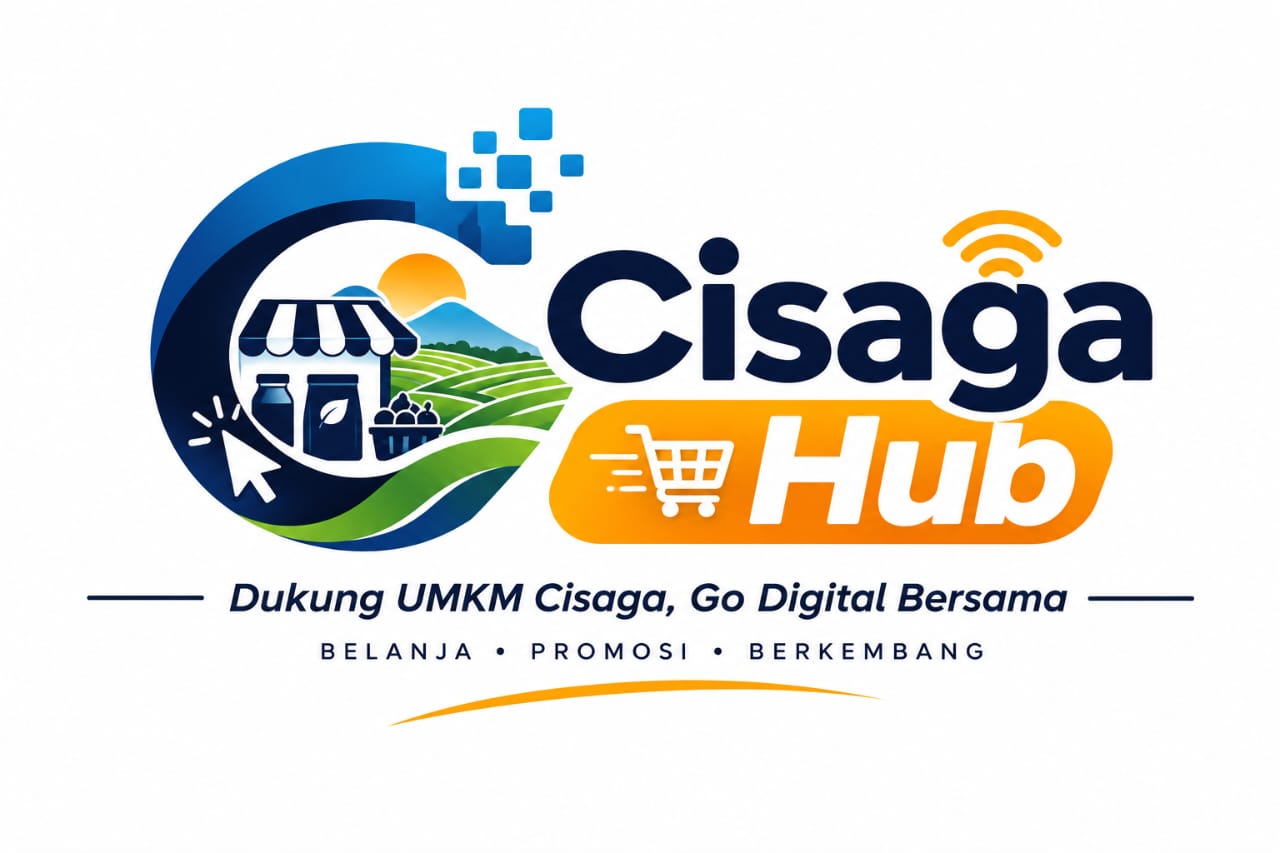 Cisaga
Hub
Dukung UMKM Cisaga, Go Digital Bersama
BELANJA • PROMOSI • BERKEMBANG